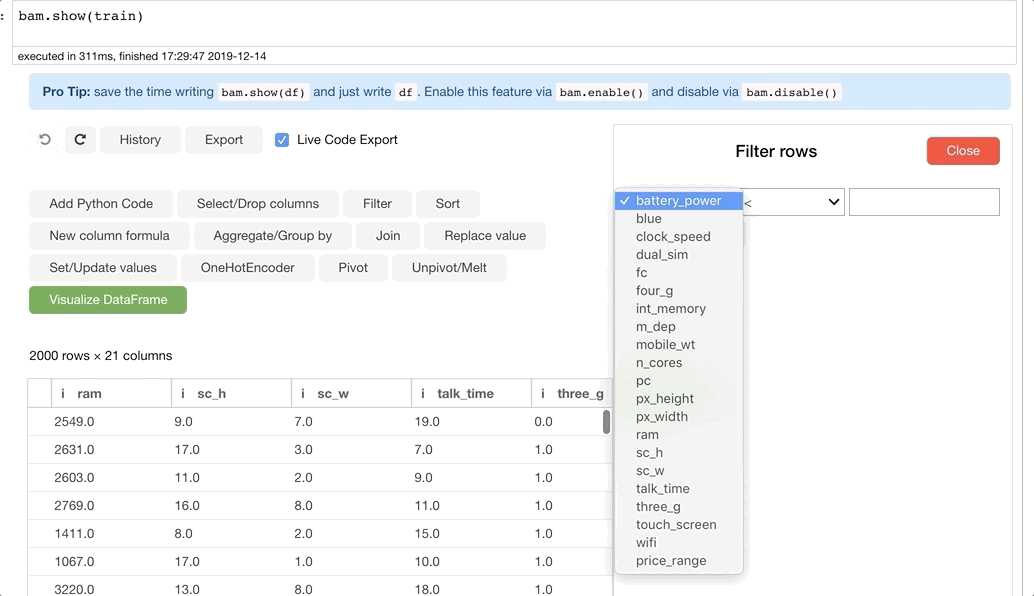 : bam.show(train)
executed in 311ms, finished 17:29:47 2019-12-14
Pro Tip: save the time writing bam.show(df) and just write df . Enable this feature via bam.enable() and disable via bam.disable()
History Export Live Code Export
Filter rows Close
Add Python Code Select/Drop columns Filter Sort
New column formula Aggregate/Group by Join Replace value
Set/Update values OneHotEncoder Pivot Unpivot/Melt
Visualize DataFrame
2000 rows × 21 columns
i ram i sc_h i sc_w i talk_time i three_g
2549.0 9.0 7.0 19.0 0.0
2631.0 17.0 3.0 7.0 1.0
2603.0 11.0 2.0 9.0 1.0
2769.0 16.0 8.0 11.0 1.0
1411.0 8.0 2.0 15.0 1.0
1067.0 17.0 1.0 10.0 1.0
3220.0 13.0 8.0 18.0 1.0
✓ battery_power <
blue
clock_speed
dual_sim
fc
four_g
int_memory
m_dep
mobile_wt
n_cores
pc
px_height
px_width
ram
sc_h
sc_w
talk_time
three_g
touch_screen
wifi
price_range